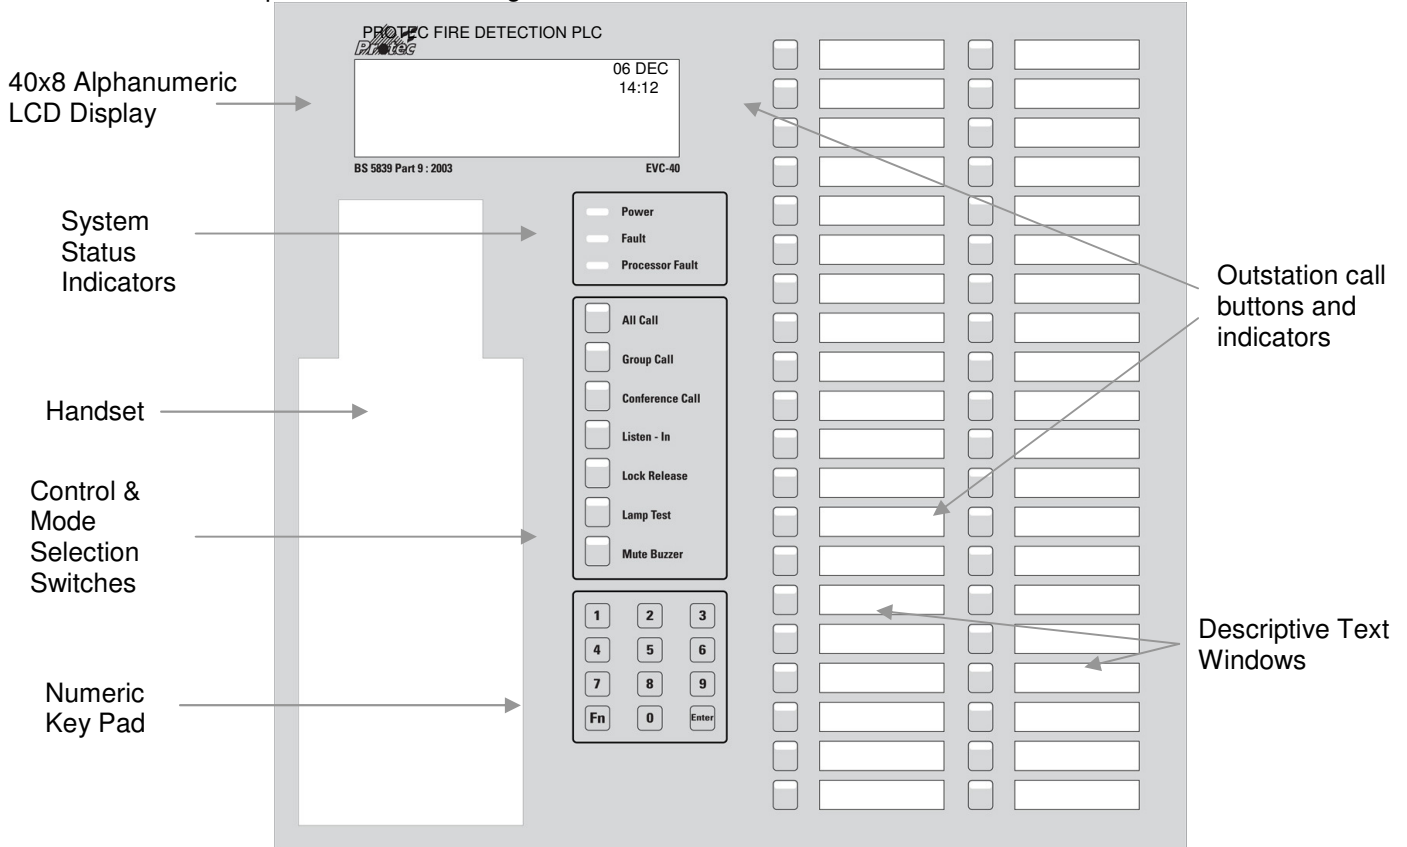 PROTEC FIRE DETECTION PLC
Protec
06 DEC
14:12
BS 5839 Part 9 : 2003
EVC-40
40x8 Alphanumeric
LCD Display
System
Status
Indicators
Handset
Control &
Mode
Selection
Switches
Numeric
Key Pad
Power
Fault
Processor Fault
All Call
Group Call
Conference Call
Listen - In
Lock Release
Lamp Test
Mute Buzzer
1 2 3
4 5 6
7 8 9
Fn 0 Enter
Outstation call
buttons and
indicators
Descriptive Text
Windows